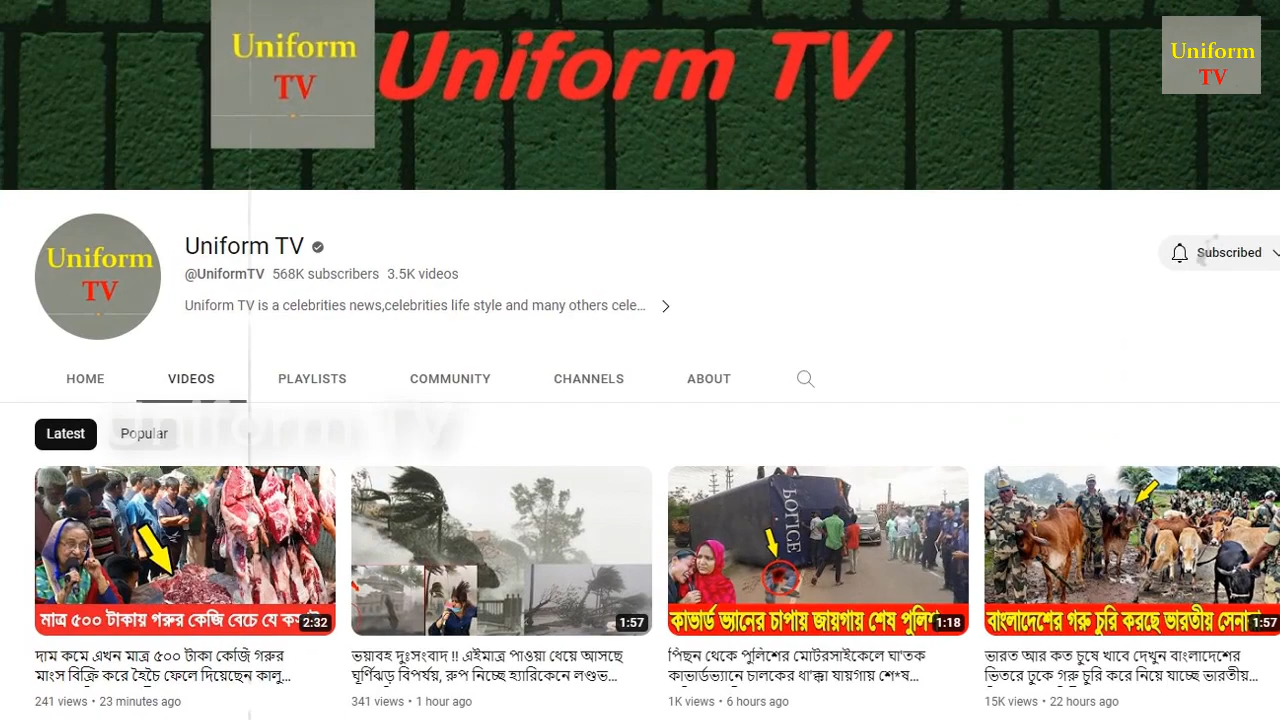 Uniform
TV
Uniform TV
Uniform
TV
Uniform
TV
Uniform TV
@UniformTV 568K subscribers 3.5K videos
Uniform TV is a celebrities news,celebrities life style and many others cele...
Subscribed
HOME VIDEOS PLAYLISTS COMMUNITY CHANNELS ABOUT
Uniform TV
Latest Popular
POLICE
মাত্র ৫০০ টাকায় গরুর কেজি বেচে যে
2:32
1:57
কাভার্ড ভ্যানের চাপায় জায়গায় শেষ পুলিশ
1:18
বাংলাদেশের গরু চুরি করছে ভারতীয় সেনা
1:57
দাম কমে এখন মাত্র ৫০০ টাকা কেজি গরুর
মাংস বিক্রি করে হৈচৈ ফেলে দিয়েছেন কালু...
241 views • 23 minutes ago
ভয়াবহ দুঃসংবাদ !! এইমাত্র পাওয়া ধেয়ে আসছে
ঘূর্ণিঝড় বিপর্যয়, রুপ নিচ্ছে হ্যারিকেনে লণ্ডভ...
341 views • 1 hour ago
পিছন থেকে পুলিশের মোটরসাইকেলে ঘা'তক
কাভার্ডভ্যানে চালকের ধা'ক্কা যায়গায় শে*ষ...
1K views • 6 hours ago
ভারত আর কত চুষে খাবে দেখুন বাংলাদেশের
ভিতরে ঢুকে গরু চুরি করে নিয়ে যাচ্ছে ভারতীয়...
15K views • 22 hours ago